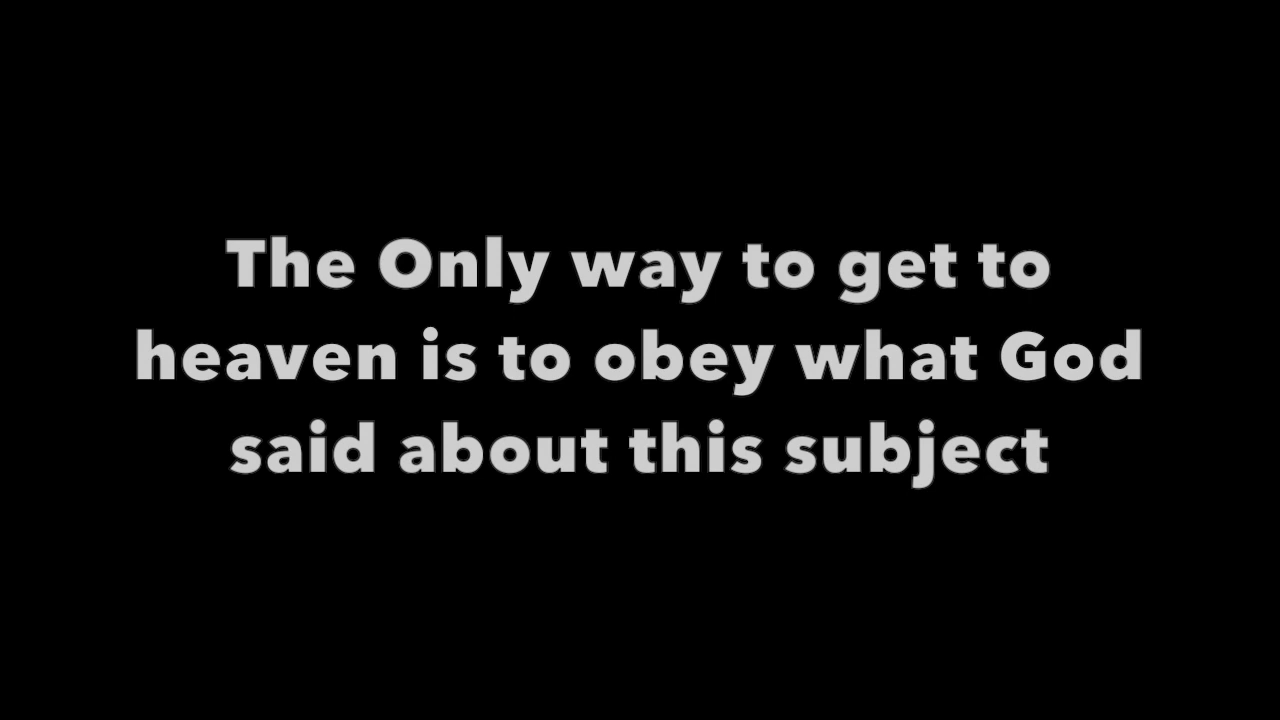 The Only way to get to
heaven is to obey what God
said about this subject